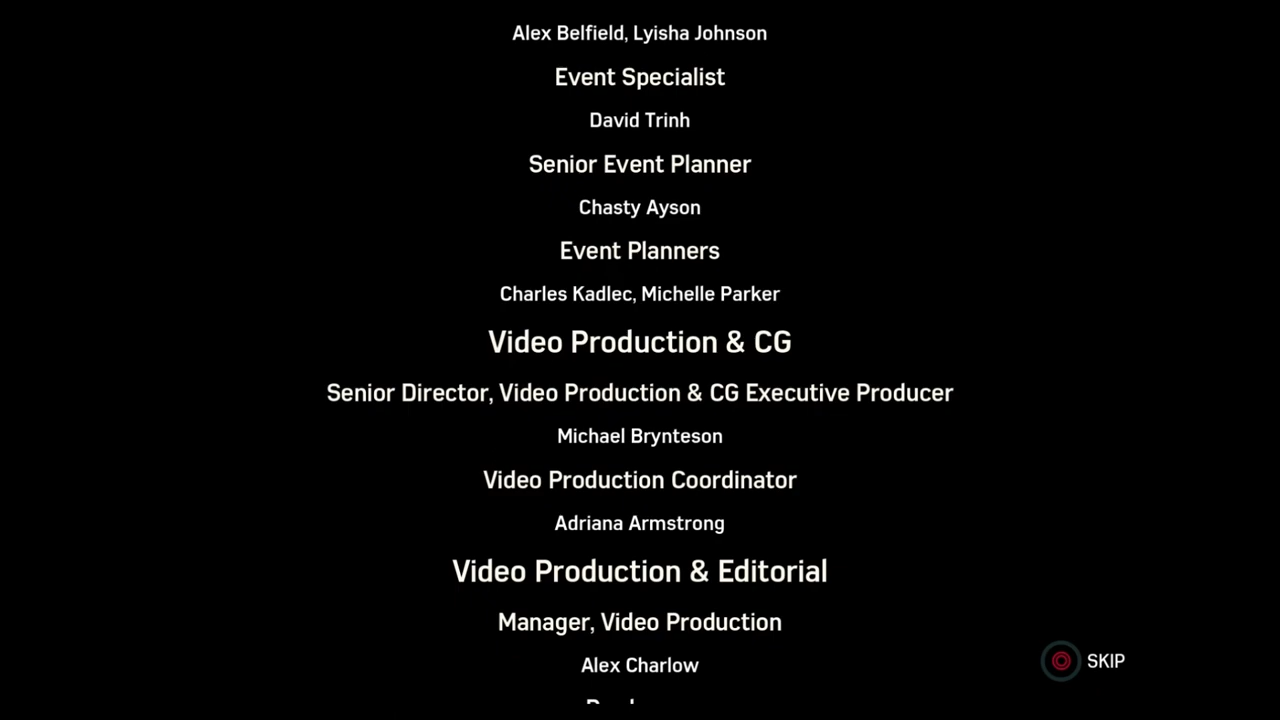 Alex Belfield, Lyisha Johnson
Event Specialist
David Trinh
Senior Event Planner
Chasty Ayson
Event Planners
Charles Kadlec, Michelle Parker
Video Production & CG
Senior Director, Video Production & CG Executive Producer
Michael Brynteson
Video Production Coordinator
Adriana Armstrong
Video Production & Editorial
Manager, Video Production
Alex Charlow
SKIP